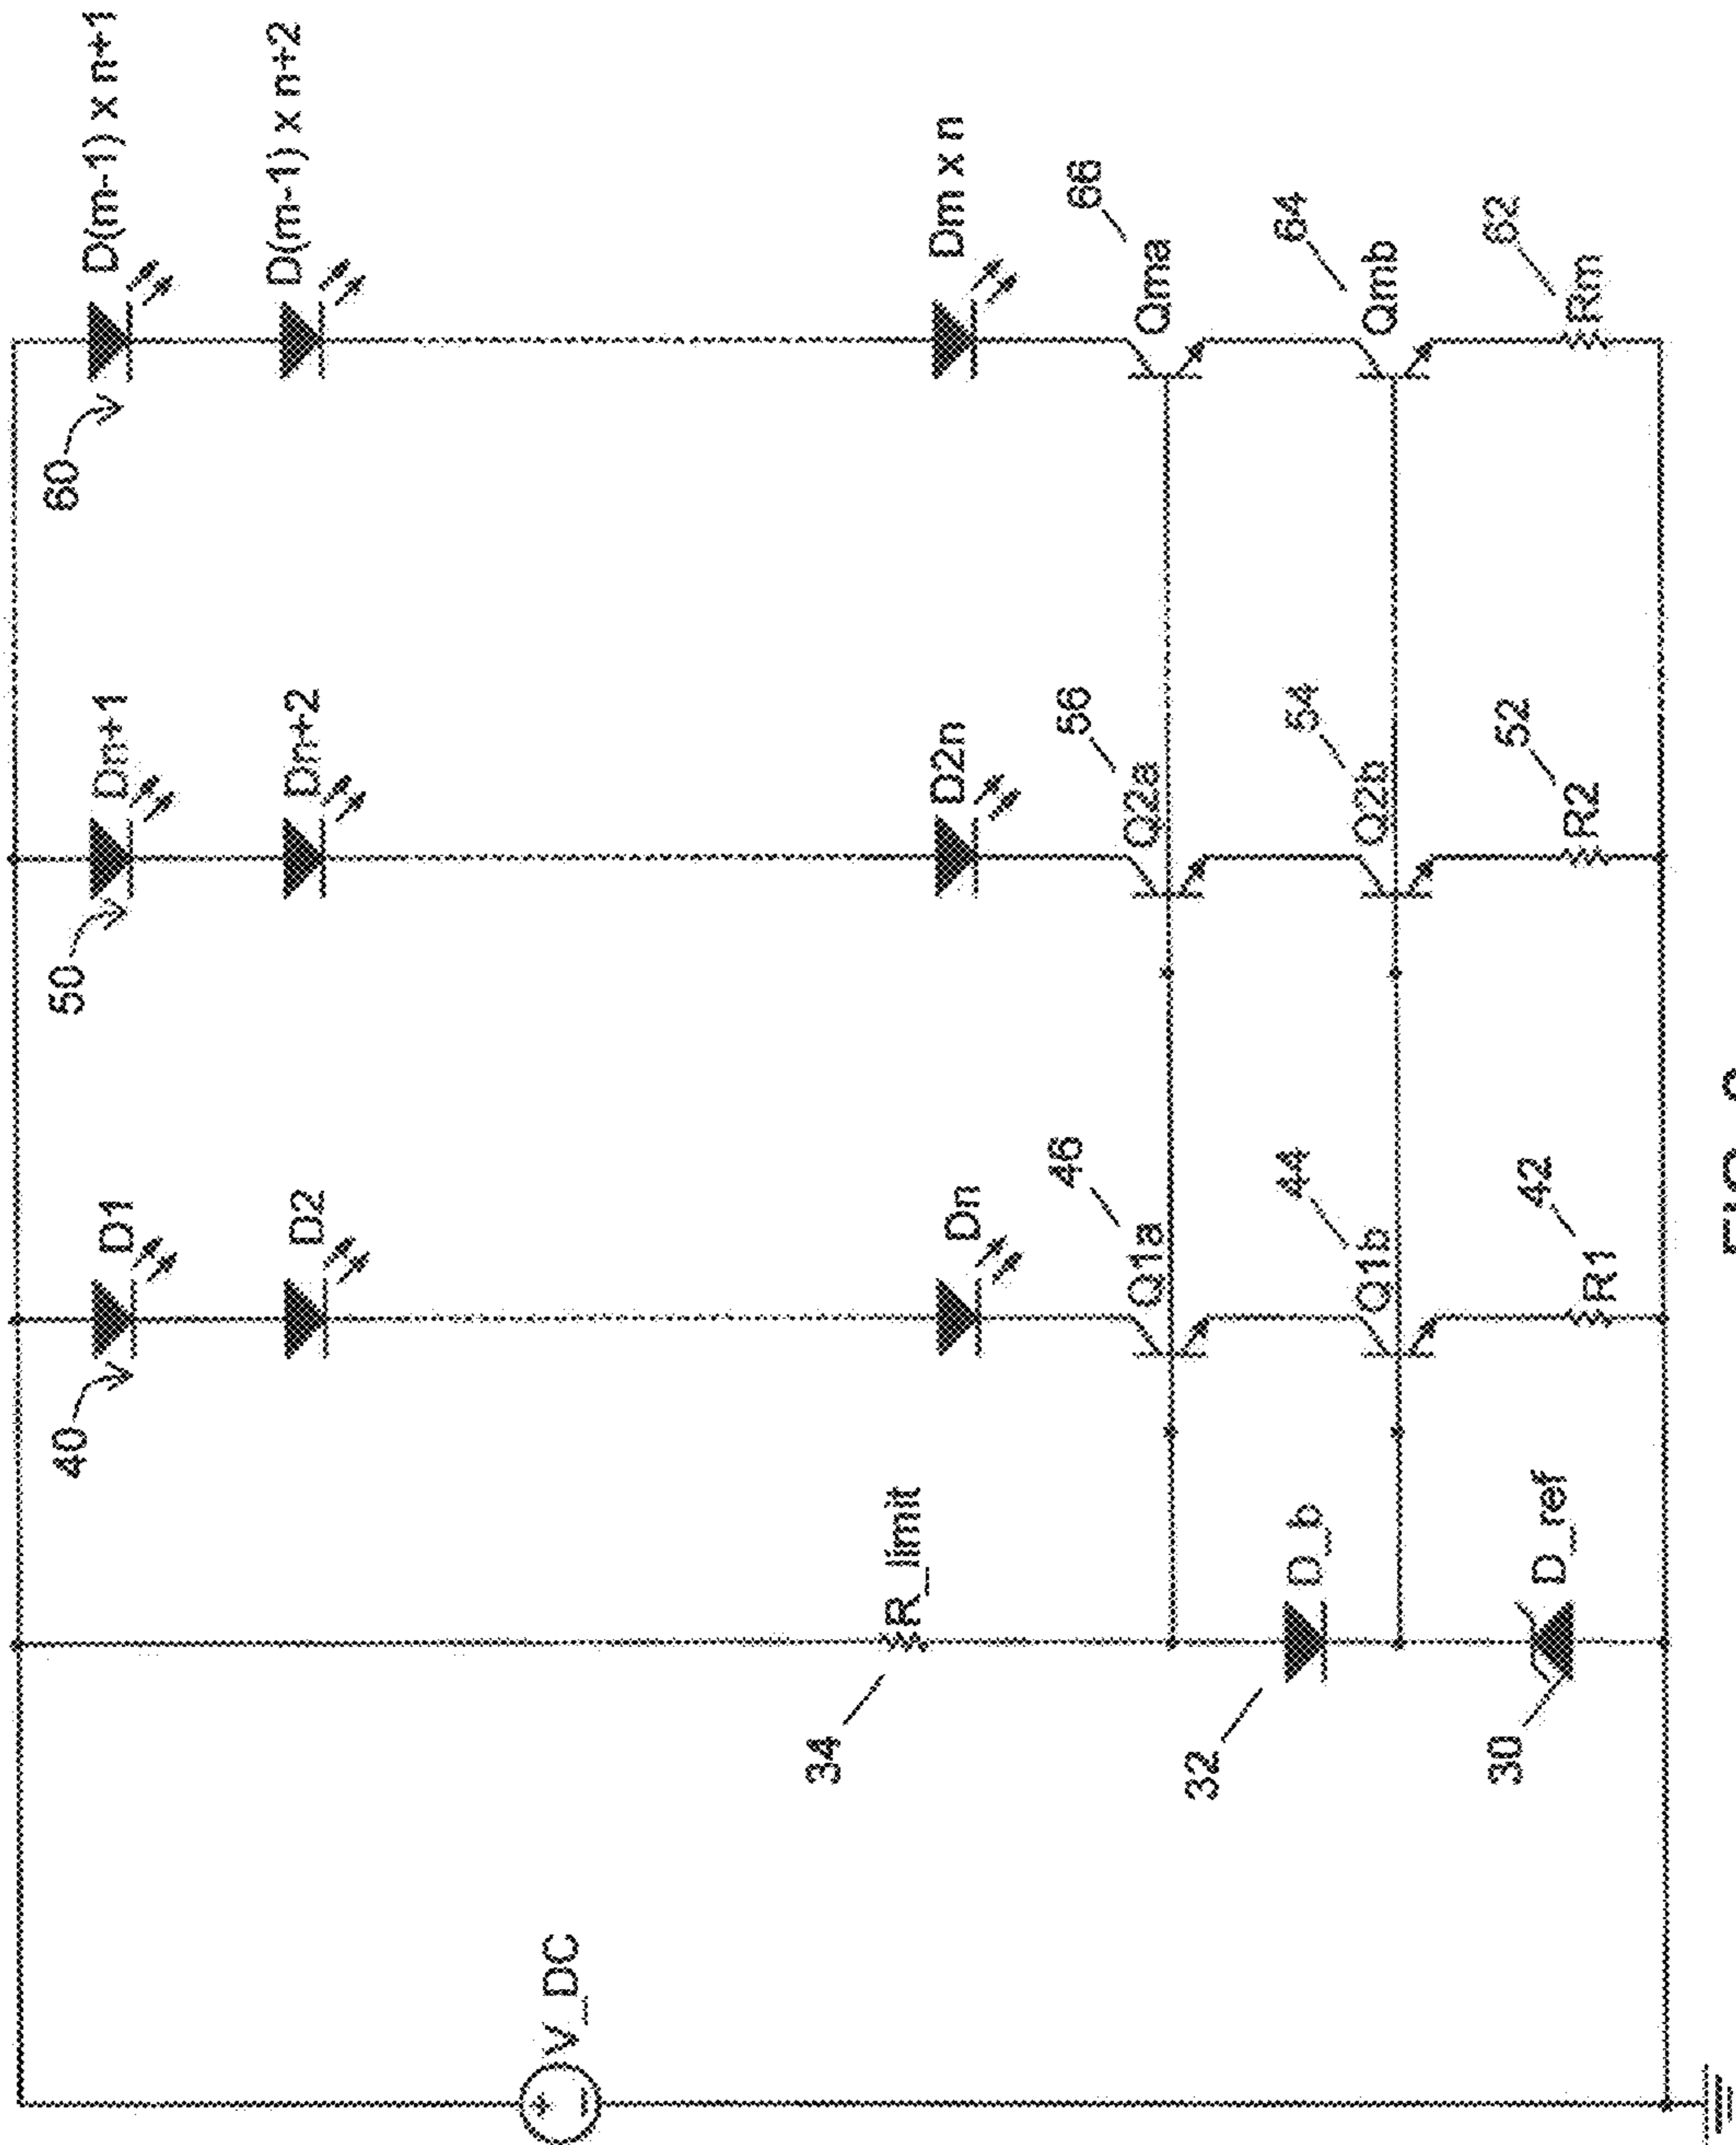 D1
Dn+1
D(m-1) x n+1
40
50
60
D2
Dn+2
D(m-1) x n+2
V_DC
34
R_limit
Dn
D2n
Dm x n
46
56
66
Q1a
Q2a
Qma
32
D_b
44
54
64
Q1b
Q2b
Qmb
30
D_ref
42
52
62
R1
R2
Rm